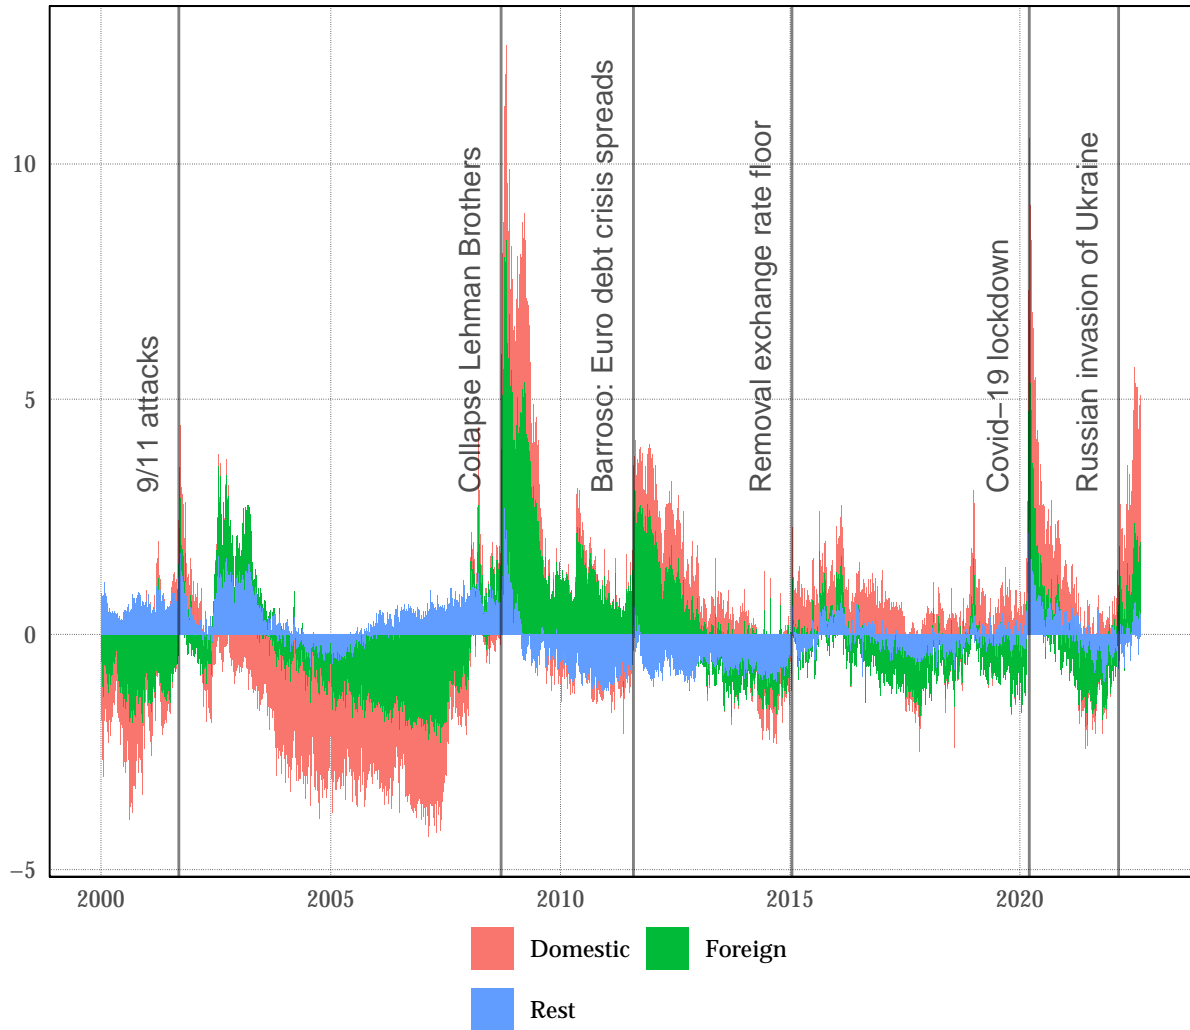 10
5
0
−5
9/11 attacks
Collapse Lehman Brothers
Barroso: Euro debt crisis spreads
Removal exchange rate floor
Covid−19 lockdown
Russian invasion of Ukraine
2000
2005
2010
2015
2020
Domestic
Foreign
Rest